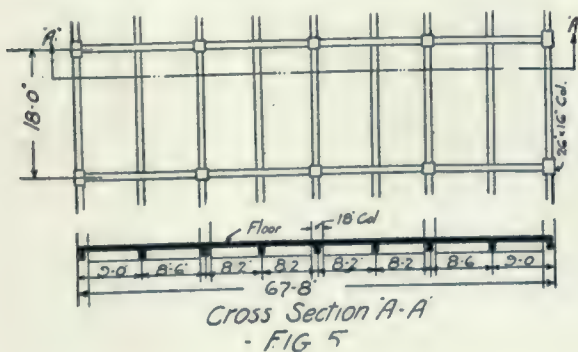 "A" "A"
18'-0"
26"×16" Col.
Floor 18" Col
9-0 8'-6" 8-2 8-2 8'-2 8-2 8-6 9-0
67-8"
Cross Section "A-A"
- FIG 5